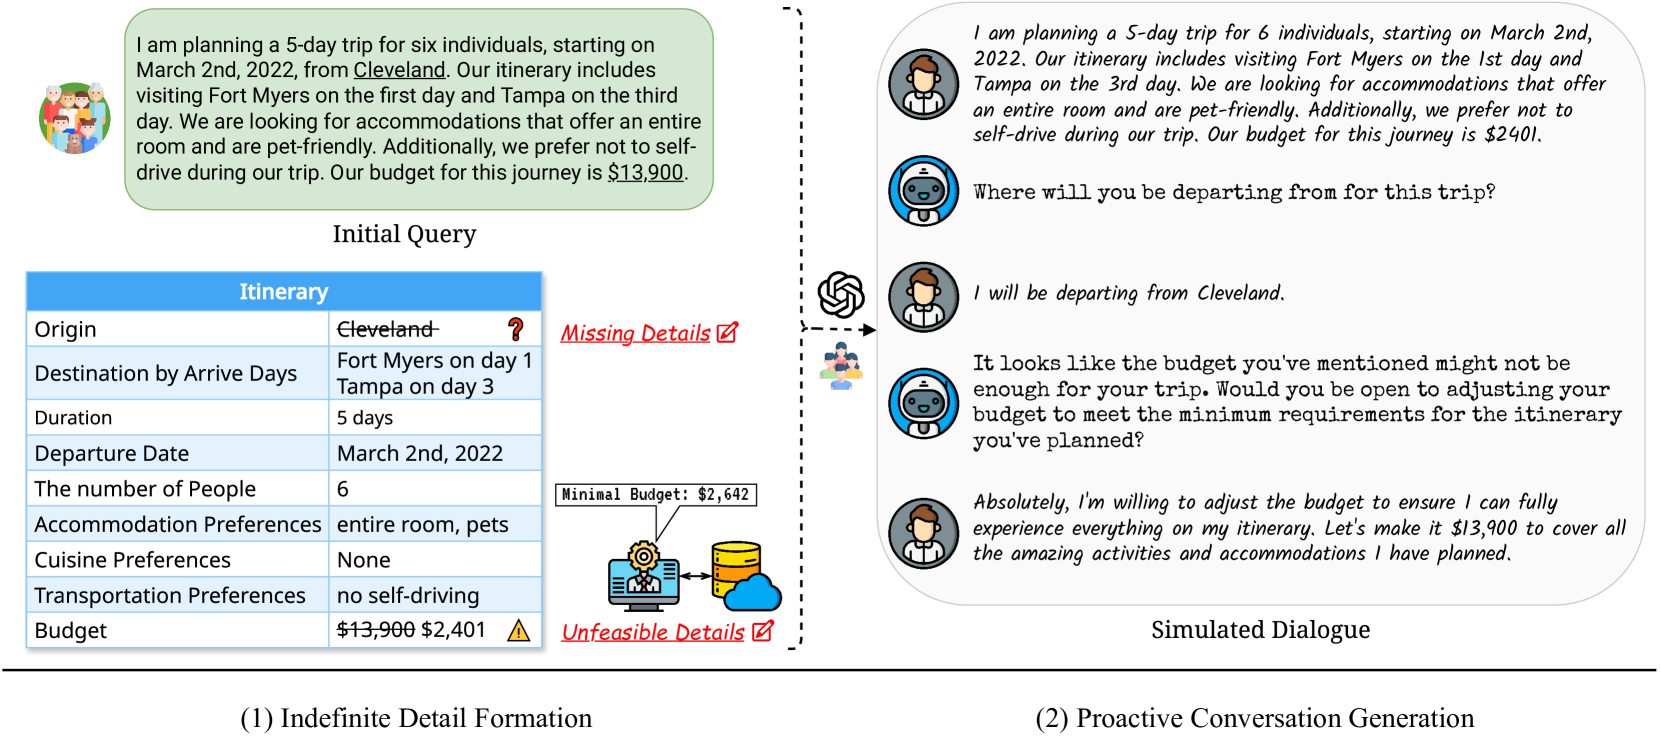 I am planning a 5-day trip for six individuals, starting on
March 2nd, 2022, from Cleveland. Our itinerary includes
visiting Fort Myers on the first day and Tampa on the third
day. We are looking for accommodations that offer an entire
room and are pet-friendly. Additionally, we prefer not to self-
drive during our trip. Our budget for this journey is $13,900.
Initial Query
Itinerary
Origin Cleveland
Missing Details
Destination by Arrive Days
Fort Myers on day 1
Tampa on day 3
Duration 5 days
Departure Date March 2nd, 2022
The number of People 6
Accommodation Preferences entire room, pets
Cuisine Preferences None
Transportation Preferences no self-driving
Budget $13,900 $2,401
Minimal Budget: $2,642
Unfeasible Details
(1) Indefinite Detail Formation
I am planning a 5-day trip for 6 individuals, starting on March 2nd,
2022. Our itinerary includes visiting Fort Myers on the 1st day and
Tampa on the 3rd day. We are looking for accommodations that offer
an entire room and are pet-friendly. Additionally, we prefer not to
self-drive during our trip. Our budget for this journey is $2401.
Where will you be departing from for this trip?
I will be departing from Cleveland.
It looks like the budget you've mentioned might not be
enough for your trip. Would you be open to adjusting your
budget to meet the minimum requirements for the itinerary
you've planned?
Absolutely, I'm willing to adjust the budget to ensure I can fully
experience everything on my itinerary. Let's make it $13,900 to cover all
the amazing activities and accommodations I have planned.
Simulated Dialogue
(2) Proactive Conversation Generation